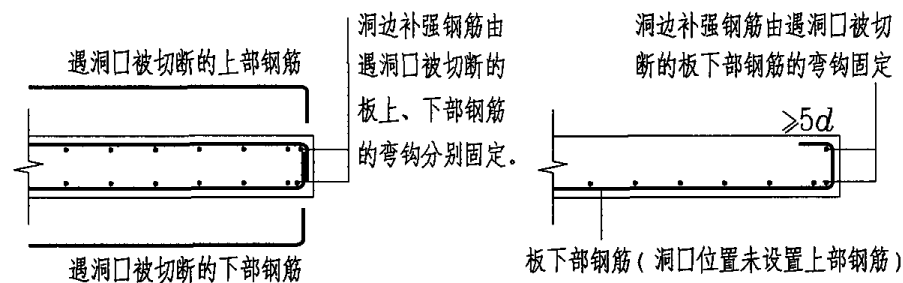 遇洞口被切断的上部钢筋
洞边补强钢筋由
遇洞口被切断的
板上、下部钢筋
的弯钩分别固定。
遇洞口被切断的下部钢筋
洞边补强钢筋由遇洞口被切
断的板下部钢筋的弯钩固定
≥5d
板下部钢筋(洞口位置未设置上部钢筋)